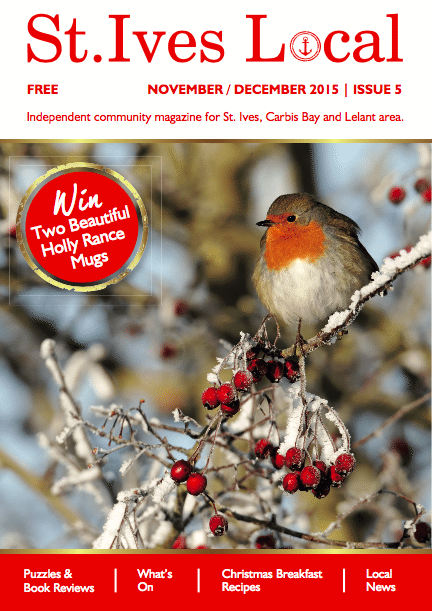 St.Ives Local
FREE
NOVEMBER / DECEMBER 2015 | ISSUE 5
Independent community magazine for St. Ives, Carbis Bay and Lelant area.
Win
Two Beautiful
Holly Rance
Mugs
Puzzles &
Book Reviews
What's
On
Christmas Breakfast
Recipes
Local
News